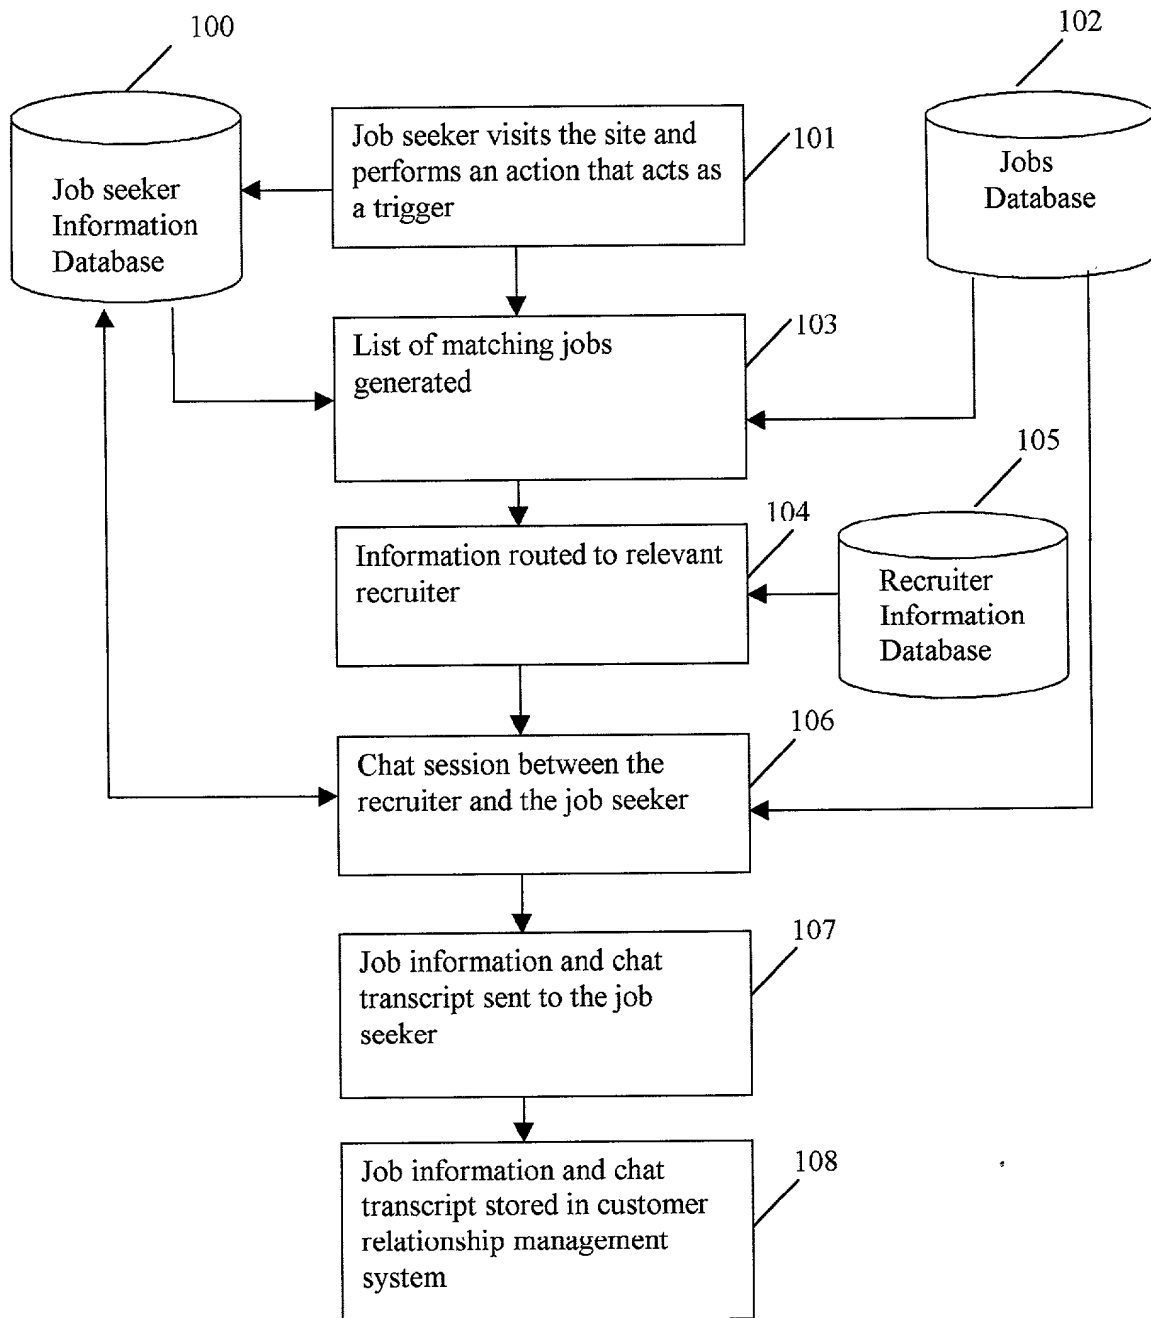 100
102
Job seeker visits the site and
performs an action that acts as
a trigger
101
Job seeker
Information
Database
Jobs
Database
103
List of matching jobs
generated
105
104
Information routed to relevant
recruiter
Recruiter
Information
Database
106
Chat session between the
recruiter and the job seeker
107
Job information and chat
transcript sent to the job
seeker
108
Job information and chat
transcript stored in customer
relationship management
system